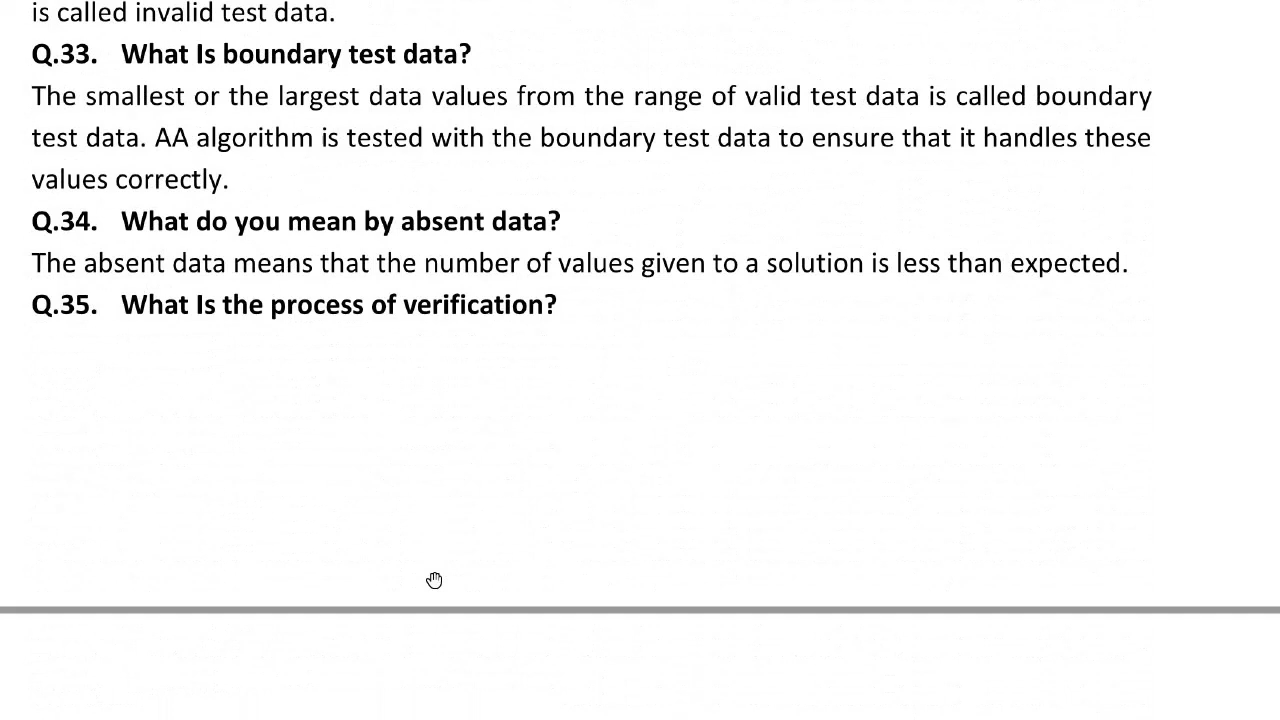 is called invalid test data.
Q.33. What Is boundary test data?
The smallest or the largest data values from the range of valid test data is called boundary
test data. AA algorithm is tested with the boundary test data to ensure that it handles these
values correctly.
Q.34. What do you mean by absent data?
The absent data means that the number of values given to a solution is less than expected.
Q.35. What Is the process of verification?